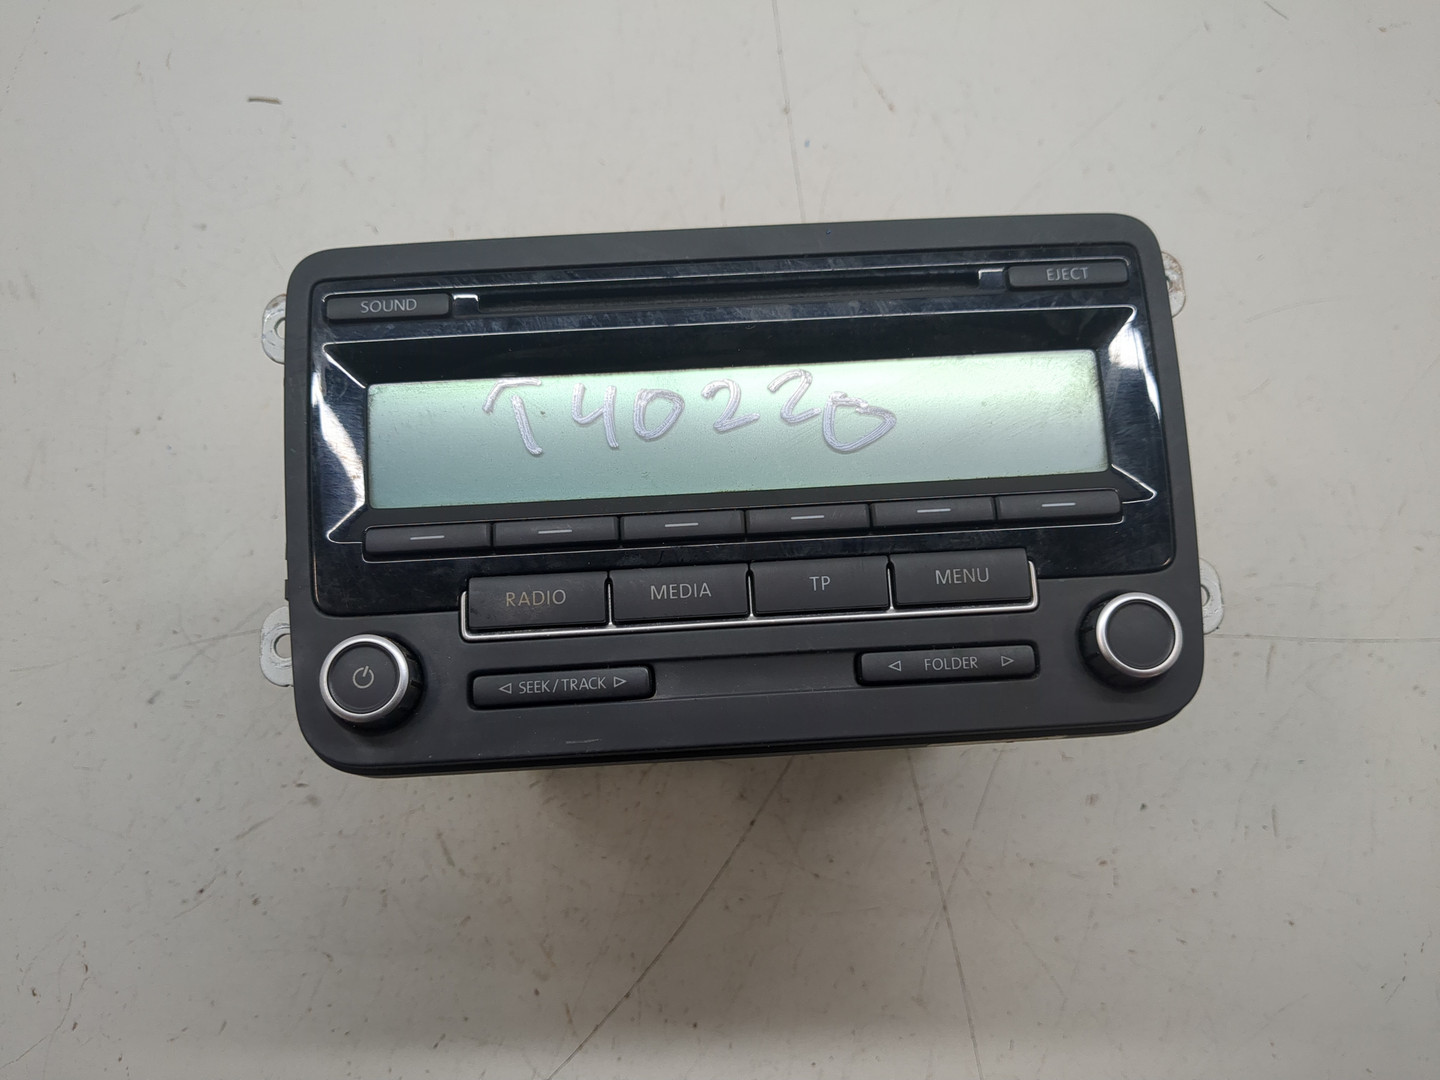 SOUND
EJECT
T40220
RADIO MEDIA TP MENU
SEEK/TRACK
FOLDER